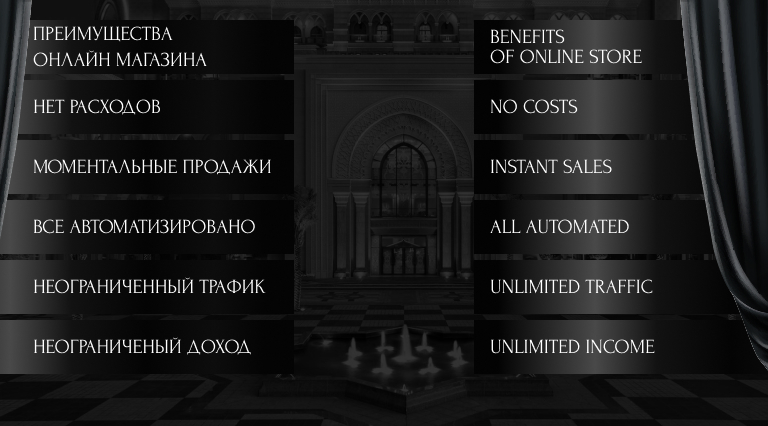 ПРЕИМУЩЕСТВА
ОНЛАЙН МАГАЗИНА
НЕТ РАСХОДОВ
МОМЕНТАЛЬНЫЕ ПРОДАЖИ
ВСЕ АВТОМАТИЗИРОВАНО
НЕОГРАНИЧЕННЫЙ ТРАФИК
НЕОГРАНИЧЕНЫЙ ДОХОД
BENEFITS
OF ONLINE STORE
NO COSTS
INSTANT SALES
ALL AUTOMATED
UNLIMITED TRAFFIC
UNLIMITED INCOME